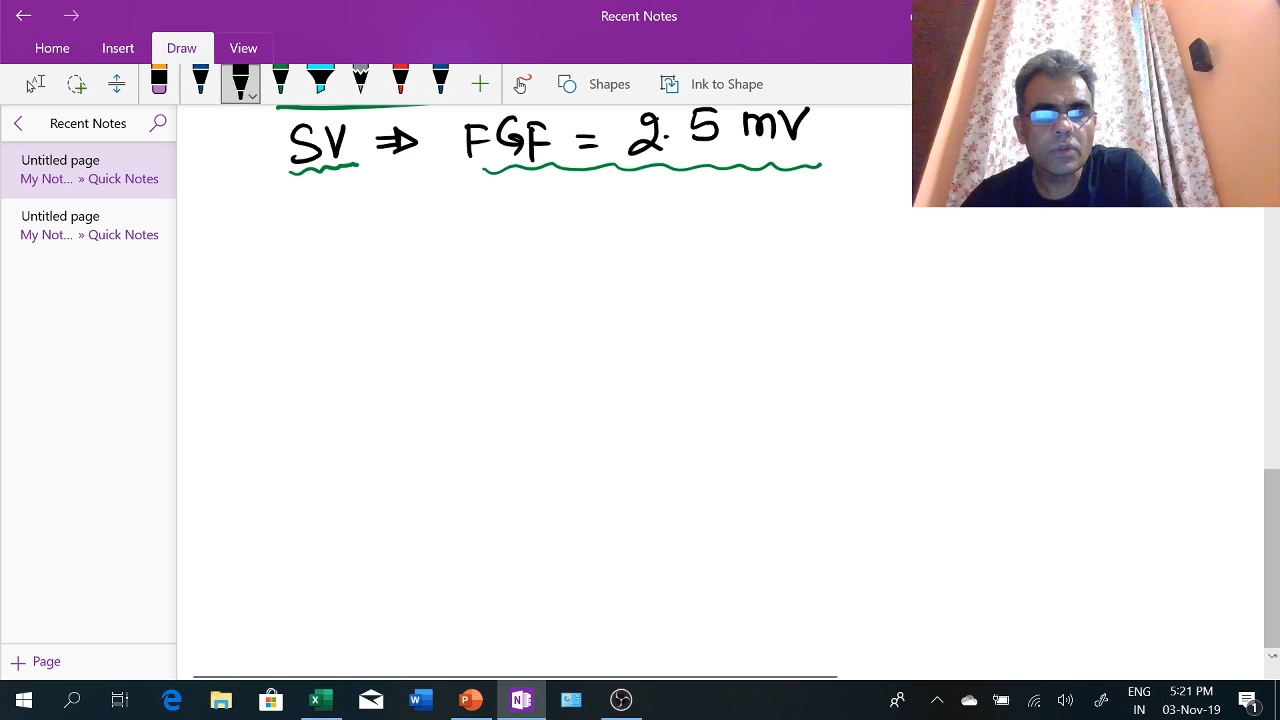 Recent Notes
Home Insert Draw View
Shapes Ink to Shape
Recent Notes
SV ⇒ FGF = 2.5 mV
Untitled page
My Not... » Quick Notes
Untitled page
My Not... » Quick Notes
+ Page
ENG
IN
5:21 PM
03-Nov-19
1